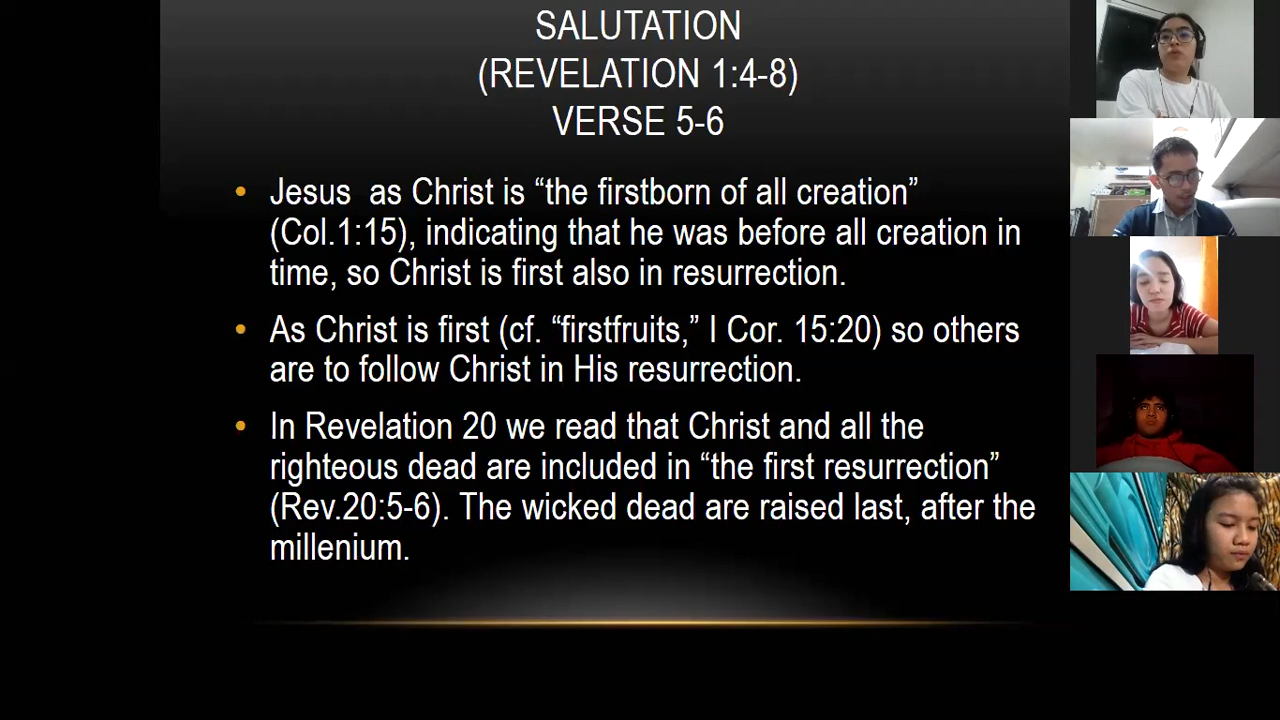 SALUTATION
(REVELATION 1:4-8)
VERSE 5-6
• Jesus as Christ is “the firstborn of all creation”
(Col.1:15), indicating that he was before all creation in
time, so Christ is first also in resurrection.
• As Christ is first (cf. “firstfruits,” I Cor. 15:20) so others
are to follow Christ in His resurrection.
• In Revelation 20 we read that Christ and all the
righteous dead are included in “the first resurrection”
(Rev.20:5-6). The wicked dead are raised last, after the
millenium.